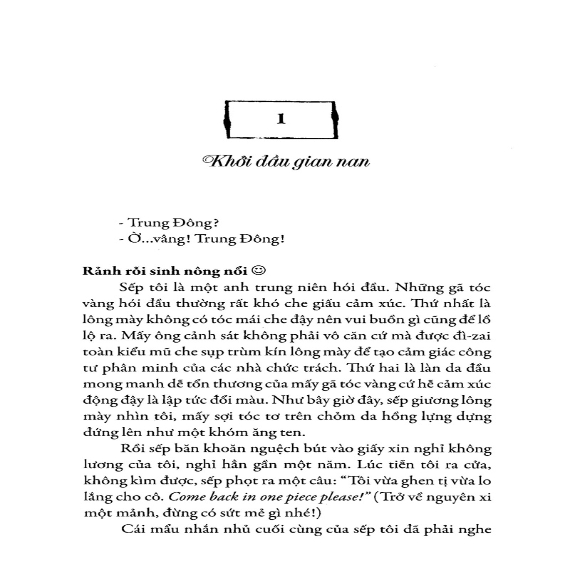 1
Khởi đầu gian nan
- Trung Đông?
- Ờ...vâng! Trung Đông!
Rảnh rỗi sinh nông nổi ☺
Sếp tôi là một anh trung niên hói đầu. Những gã tóc
vàng hói đầu thường rất khó che giấu cảm xúc. Thứ nhất là
lông mày không có tóc mái che đậy nên vui buồn gì cũng để lồ
lộ ra. Mấy ông cảnh sát không phải vô căn cứ mà được đì-zai
toàn kiểu mũ che sụp trùm kín lông mày để tạo cảm giác công
tư phân minh của các nhà chức trách. Thứ hai là làn da đầu
mong manh dễ tổn thương của mấy gã tóc vàng cứ hễ cảm xúc
động đậy là lập tức đổi màu. Như bây giờ đây, sếp giương lông
mày nhìn tôi, mấy sợi tóc tơ trên chỏm da hồng lựng dựng
đứng lên như một khóm ăng ten.
Rồi sếp băn khoăn nguệch bút vào giấy xin nghỉ không
lương của tôi, nghỉ hẳn gần một năm. Lúc tiễn tôi ra cửa,
không kìm được, sếp phọt ra một câu: “Tôi vừa ghen tị vừa lo
lắng cho cô. Come back in one piece please!” (Trở về nguyên xi
một mảnh, đừng có sứt mẻ gì nhé!)
Cái mẩu nhắn nhủ cuối cùng của sếp tôi đã phải nghe